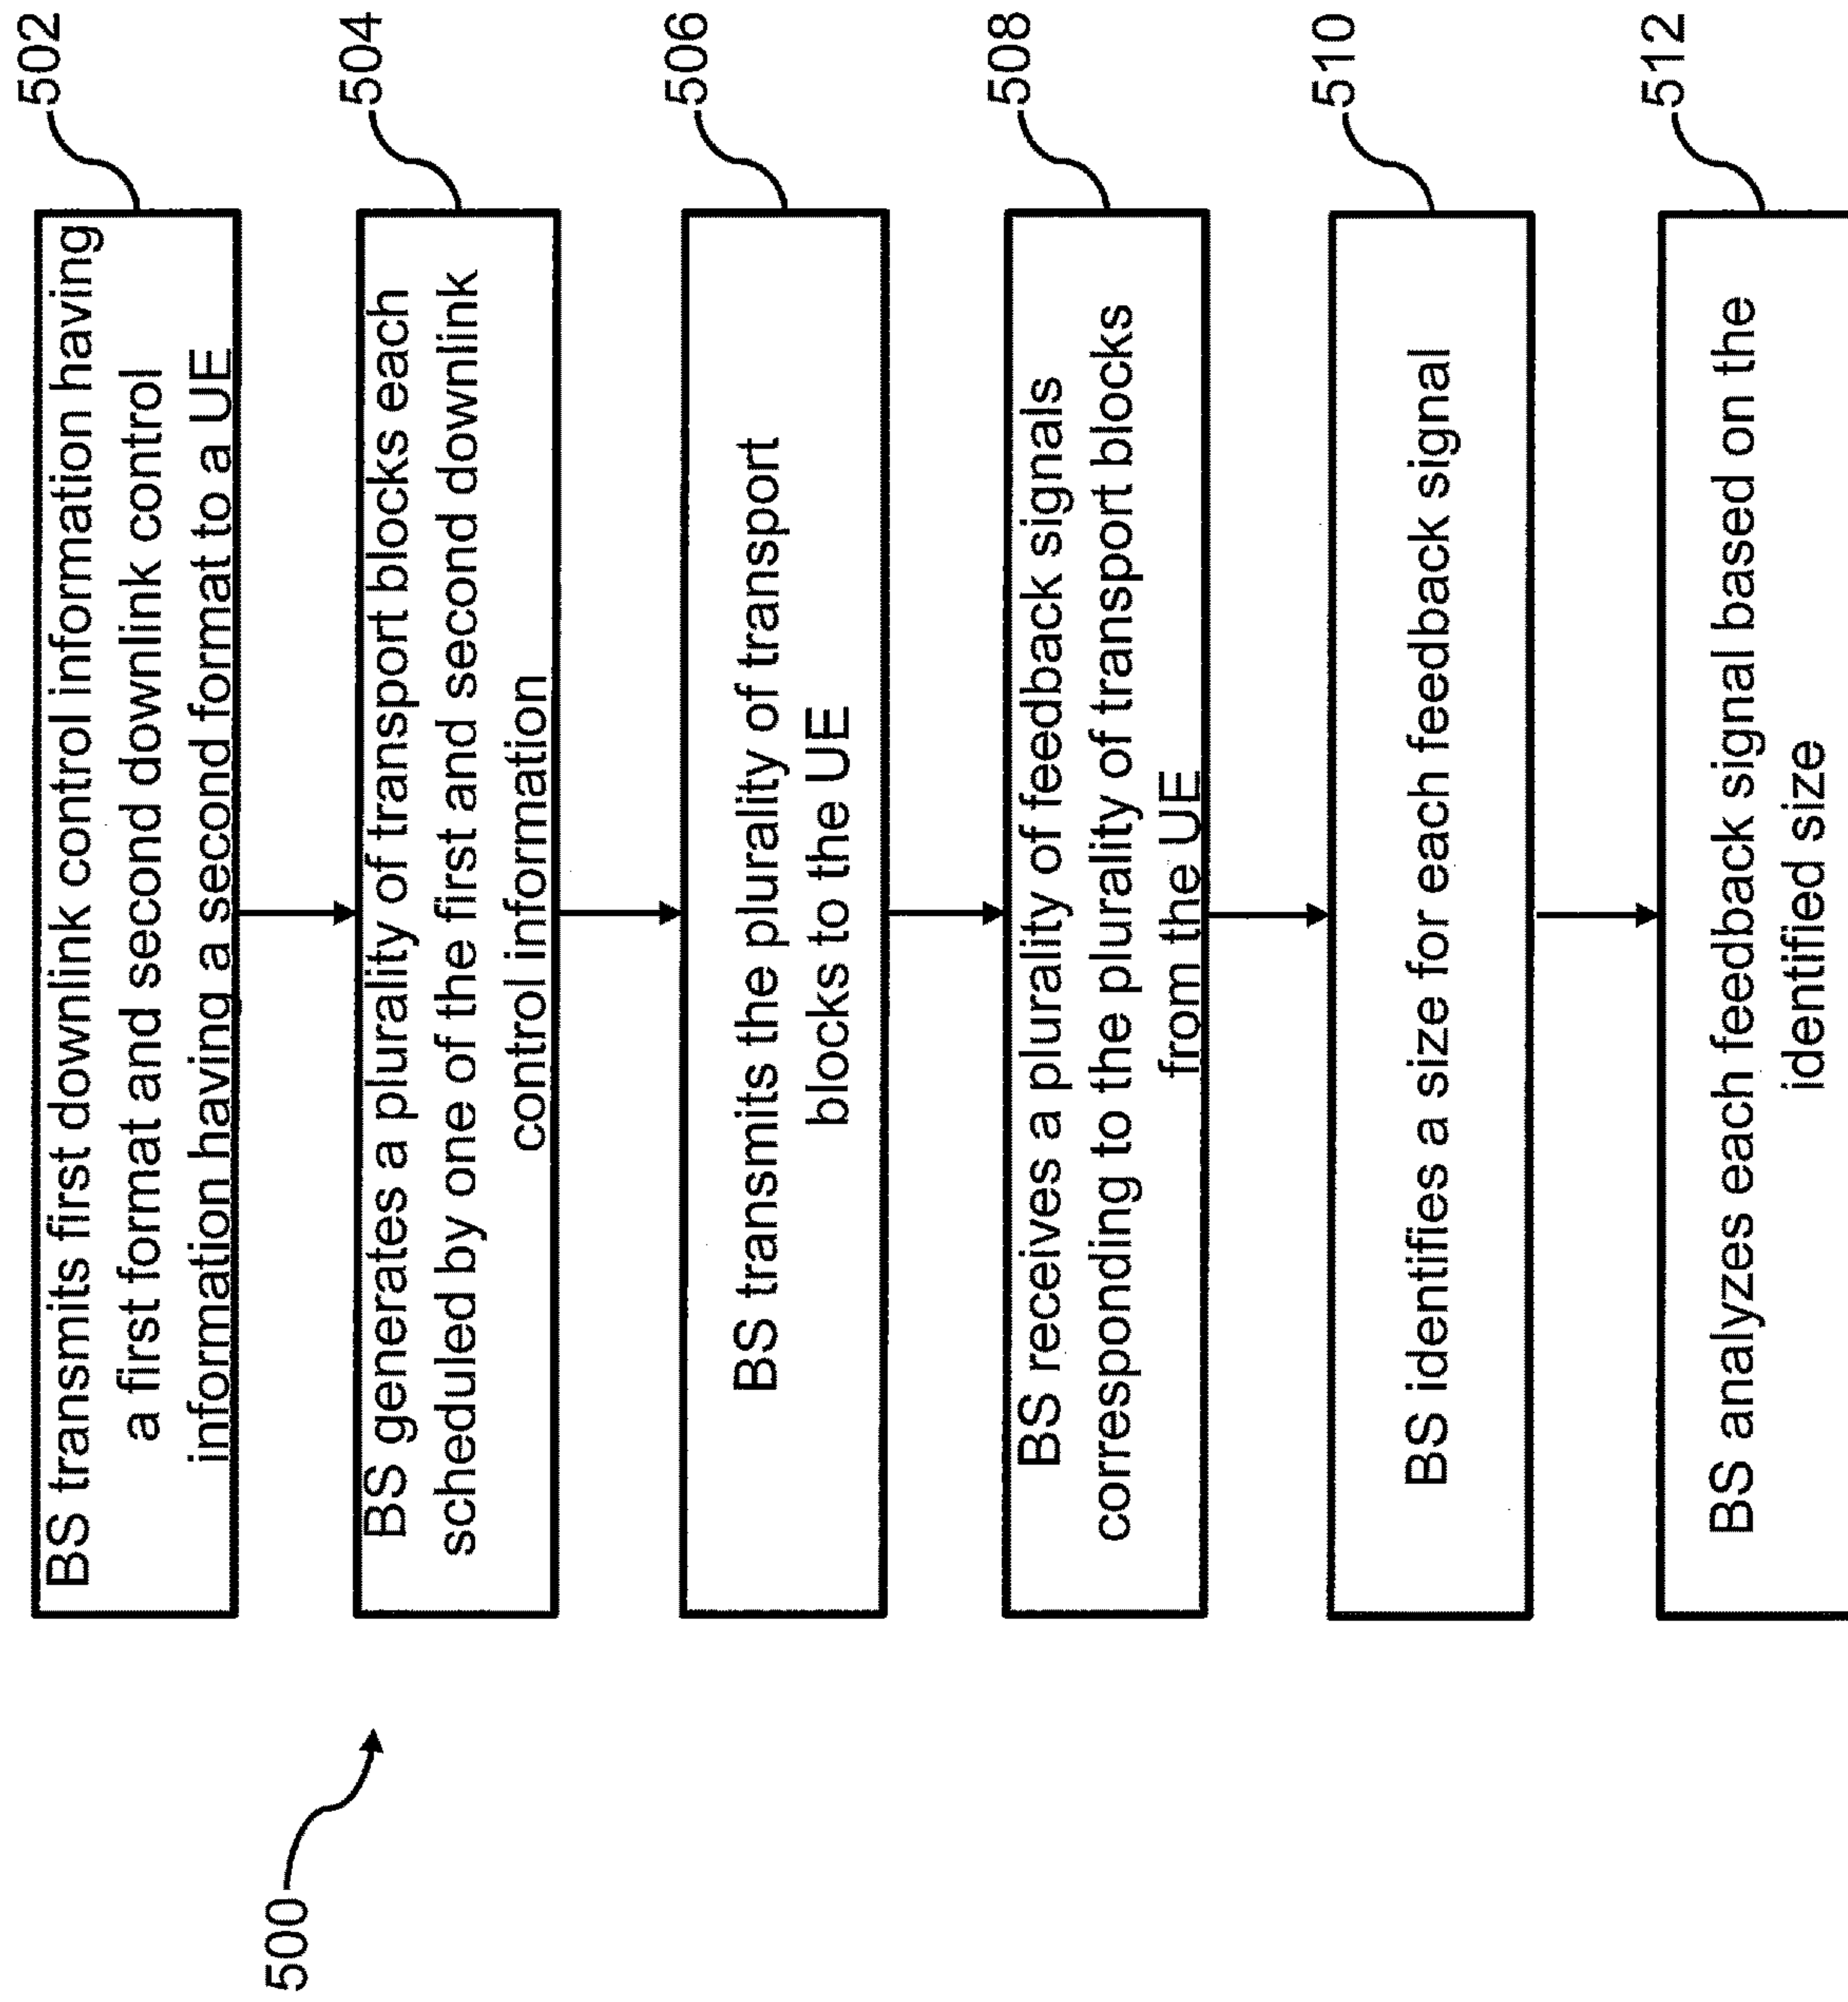 500
BS transmits first downlink control information having
a first format and second downlink control
information having a second format to a UE
502
BS generates a plurality of transport blocks each
scheduled by one of the first and second downlink
control information
504
BS transmits the plurality of transport
blocks to the UE
506
BS receives a plurality of feedback signals
corresponding to the plurality of transport blocks
from the UE
508
BS identifies a size for each feedback signal
510
BS analyzes each feedback signal based on the
identified size
512